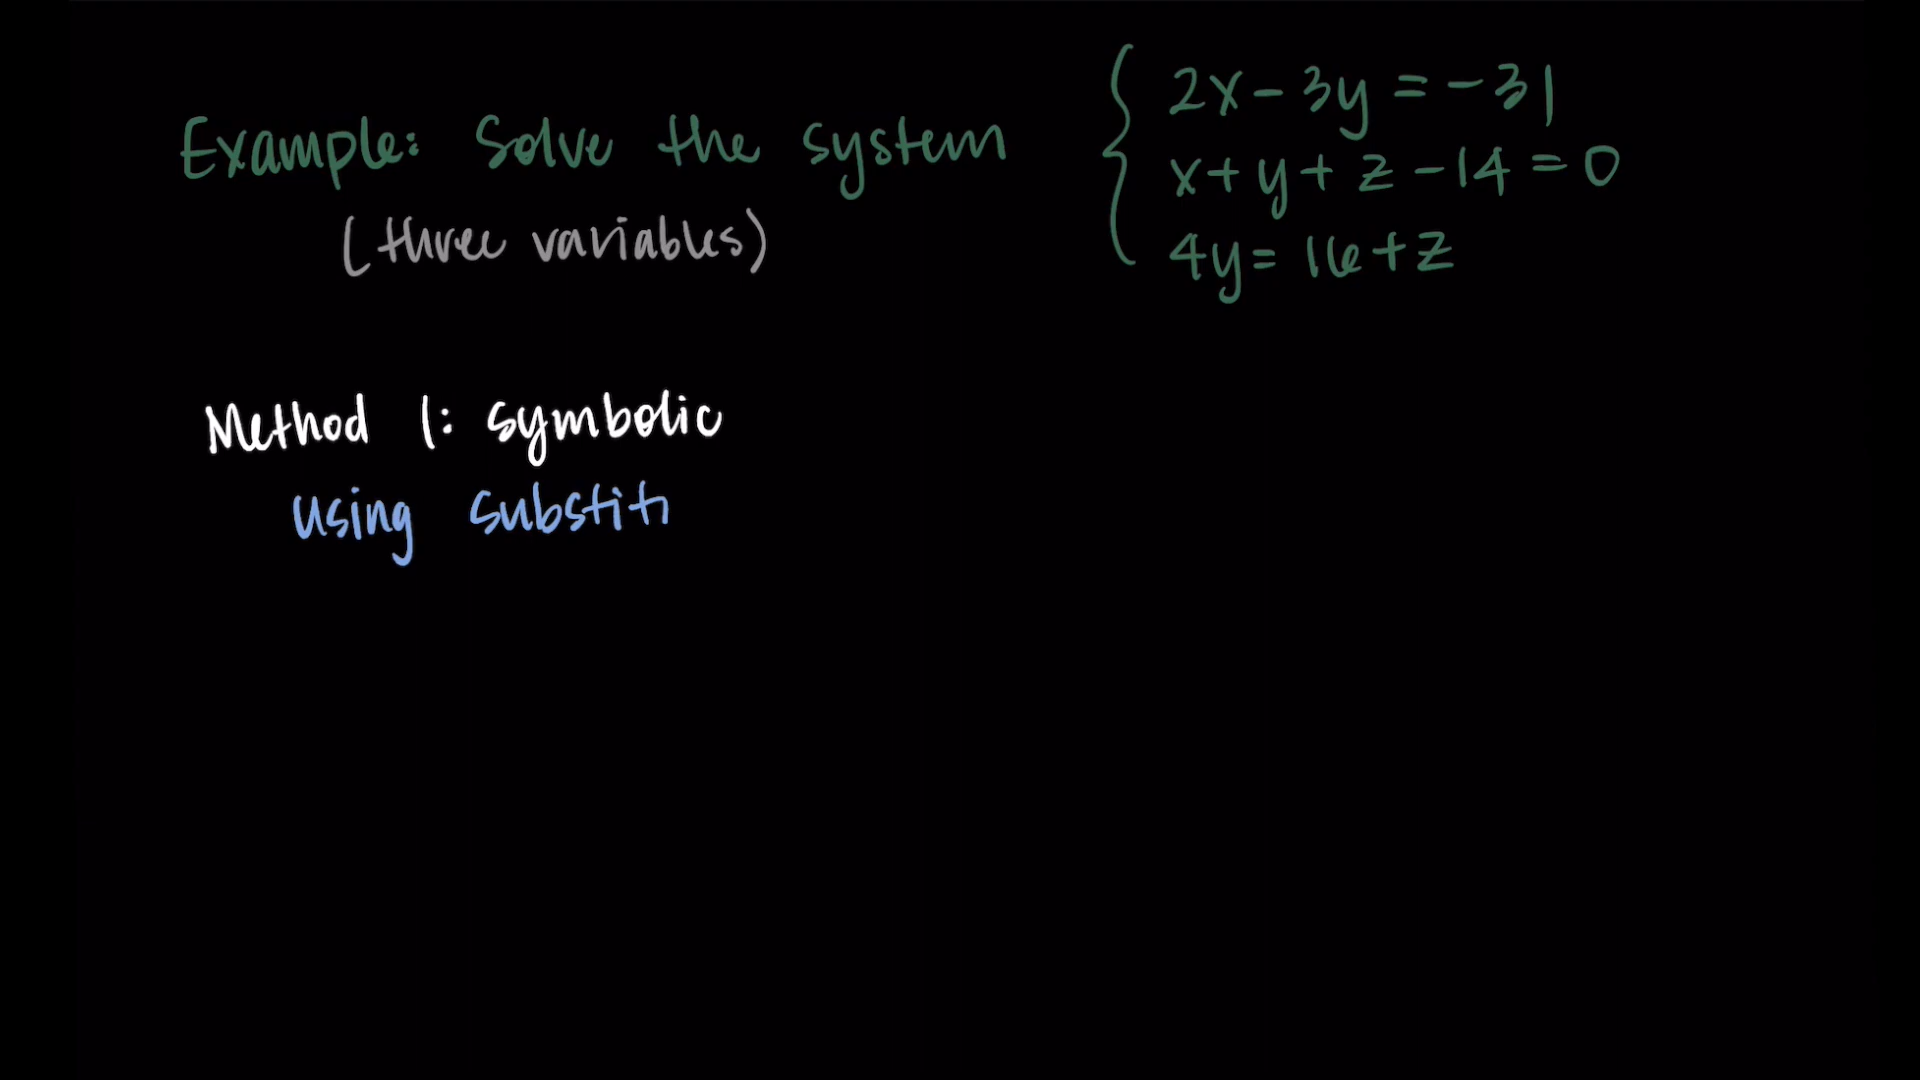 Example: Solve the system
(three variables)
2x - 3y = -31
x + y + z - 14 = 0
4y = 16 + z
Method 1: symbolic
using substit